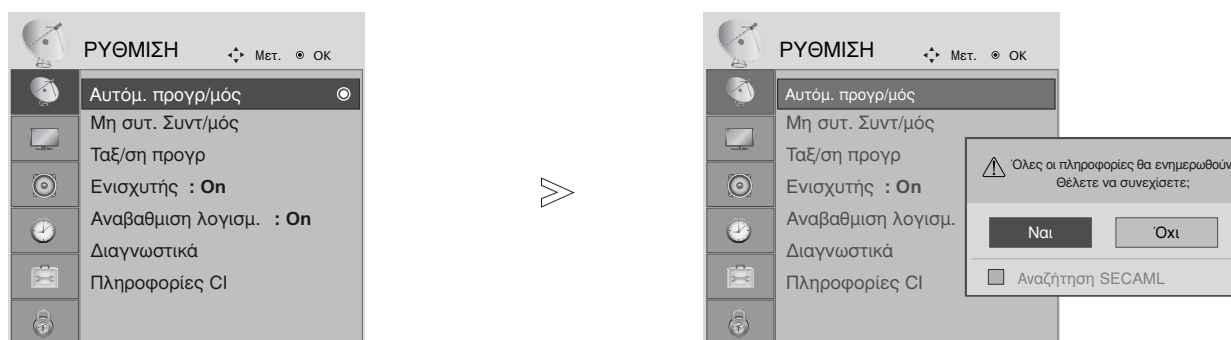 ΡΥΘΜΙΣΗ Μετ. OK
Αυτόμ. προγρ/μός
Μη συτ. Συντ/μός
Ταξ/ση προγρ
Ενισχυτής : On
Αναβαθμιση λογισμ. : On
Διαγνωστικά
Πληροφορίες CI
ΡΥΘΜΙΣΗ Μετ. OK
Αυτόμ. προγρ/μός
Μη συτ. Συντ/μός
Ταξ/ση προγρ
Ενισχυτής : On
Αναβαθμιση λογισμ.
Διαγνωστικά
Πληροφορίες CI
Όλες οι πληροφορίες θα ενημερωθούν
Θέλετε να συνεχίσετε;
Ναι Όχι
Αναζήτηση SECAML